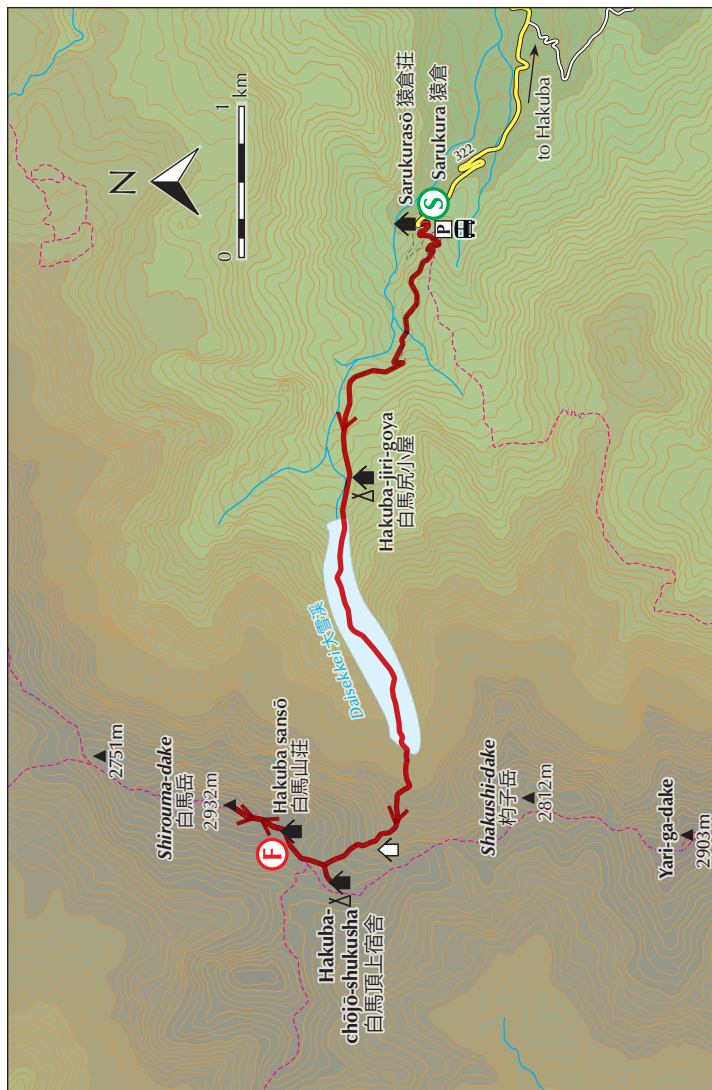 2751m
Shirouma-dake
白馬岳
2932m
Hakuba sansō
白馬山荘
F
Hakuba-
chōjō-shukusha
白馬頂上宿舎
Shakushi-dake
杓子岳
2812m
Yari-ga-dake
2903m
Daisekkei 大雪渓
Hakuba-jiri-goya
白馬尻小屋
N
0
1 km
Sarukurasō 猿倉荘
Sarukura 猿倉
S
P
322
to Hakuba